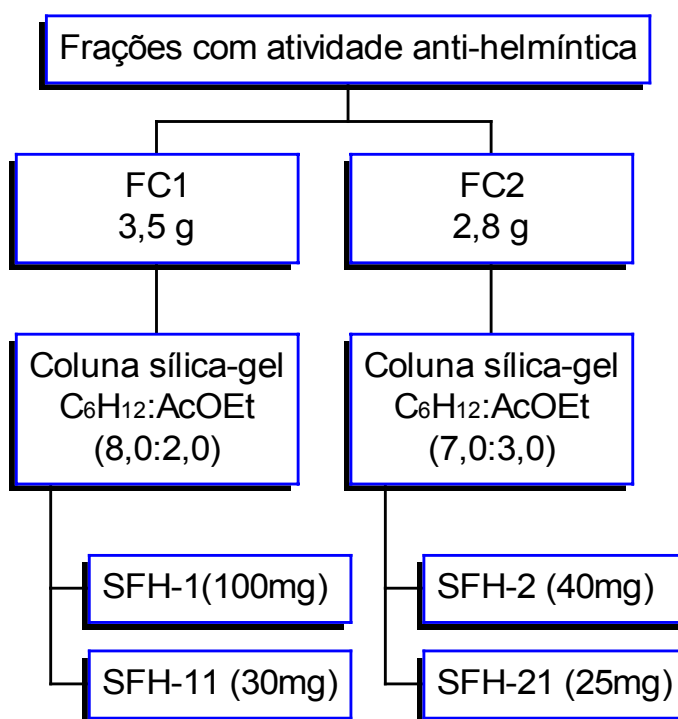 Frações com atividade anti-helmíntica
FC1
3,5 g
FC2
2,8 g
Coluna sílica-gel
C₆H₁₂:AcOEt
(8,0:2,0)
Coluna sílica-gel
C₆H₁₂:AcOEt
(7,0:3,0)
SFH-1(100mg)
SFH-11 (30mg)
SFH-2 (40mg)
SFH-21 (25mg)